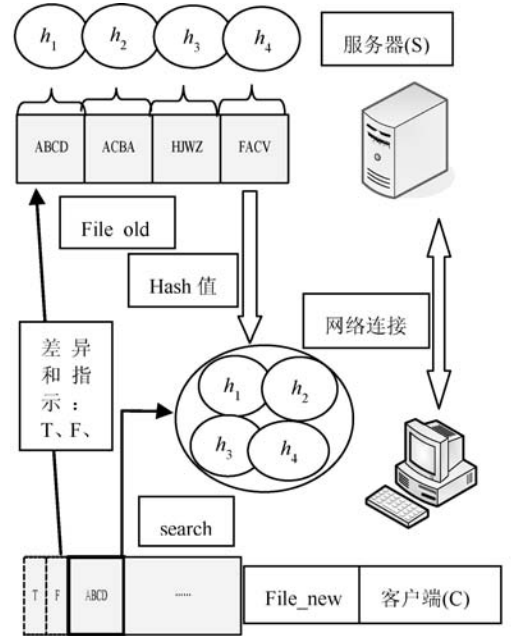 h1 h2 h3 h4
服务器(S)
ABCD ACBA HJWZ FACV
File old
Hash 值
网络连接
差 异
和 指
示 :
T、F、
h1 h2
h3 h4
search
T F ABCD ······
File_new
客户端(C)